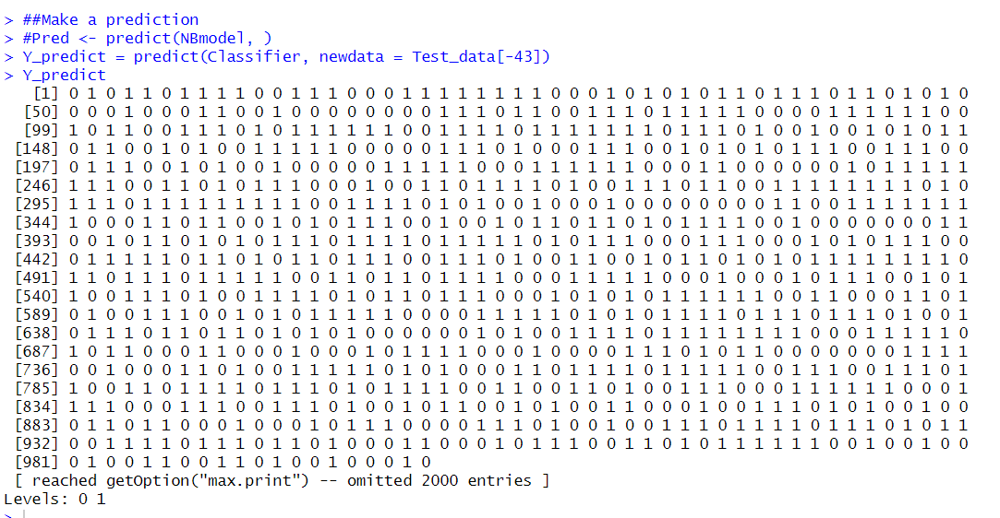 > ##Make a prediction
> #Pred <- predict(NBmodel, )
> Y_predict = predict(Classifier, newdata = Test_data[-43])
> Y_predict
[1] 0 1 0 1 1 0 1 1 1 1 0 0 1 1 1 0 0 0 1 1 1 1 1 1 1 1 0 0 0 1 0 1 0 1 0 1 1 0 1 1 1 0 1 1 0 1 0 1 0
[50] 0 0 0 1 0 0 0 1 1 0 0 1 0 0 0 0 0 0 0 0 1 1 1 0 1 1 0 0 1 1 1 0 1 1 1 1 1 0 0 0 0 1 1 1 1 1 1 0 0
[99] 1 0 1 1 0 0 1 1 1 0 1 0 1 1 1 1 1 1 0 0 1 1 1 1 0 1 1 1 1 1 1 1 0 1 1 1 0 1 0 0 1 0 0 1 0 1 0 1 1
[148] 0 1 1 0 0 1 0 1 0 0 1 1 1 1 1 1 0 0 0 0 0 1 1 1 0 1 0 0 0 1 1 1 0 0 1 0 1 0 1 0 1 1 1 0 0 1 1 1 0 0
[197] 0 1 1 1 0 0 1 0 1 0 0 1 0 0 0 0 0 1 1 1 1 1 0 0 0 1 1 1 1 1 1 0 0 0 1 1 0 0 0 0 0 0 1 0 1 1 1 1 1
[246] 1 1 1 0 0 1 1 0 1 0 1 1 1 0 0 0 1 0 0 1 1 0 1 1 1 1 1 0 1 0 0 1 1 1 0 1 1 0 0 1 1 1 1 1 1 1 1 1 0 1 0
[295] 1 1 1 0 1 1 1 1 1 1 1 1 1 1 0 0 1 1 1 1 0 1 0 1 0 0 1 0 0 0 1 0 0 0 0 0 0 0 0 1 1 0 0 1 1 1 1 1 1 1
[344] 1 0 0 0 1 1 0 1 1 0 0 1 0 1 0 1 1 1 0 0 1 0 0 1 0 1 1 0 1 1 0 1 0 1 1 1 1 0 0 1 0 0 0 0 0 0 0 0 1 1
[393] 0 0 1 0 1 1 0 1 0 1 0 1 1 1 0 1 1 1 1 0 1 1 1 1 1 0 1 0 1 1 1 0 0 0 1 1 1 0 0 0 1 0 1 0 1 1 1 0 0
[442] 0 1 1 1 1 1 0 1 1 0 1 0 1 1 0 1 1 1 0 0 1 1 1 0 1 1 0 0 1 1 0 0 1 0 1 1 0 1 0 1 0 1 1 1 1 1 1 1 1 0
[491] 1 1 0 1 1 1 0 1 1 1 1 1 0 0 1 1 0 1 1 0 1 1 1 1 0 0 0 1 1 1 1 1 0 0 0 1 0 0 0 1 0 1 1 1 0 0 1 0 1
[540] 1 0 0 1 1 1 0 1 0 0 1 1 1 1 0 1 0 1 1 0 1 1 1 0 0 0 1 0 1 0 1 0 1 1 1 1 1 1 0 0 1 1 0 0 0 1 1 0 1
[589] 0 1 0 0 1 1 1 0 0 1 0 1 0 1 1 1 1 1 0 0 0 0 1 1 1 1 1 0 1 0 1 0 1 1 1 1 0 1 1 1 0 1 1 1 0 1 0 0 1
[638] 0 1 1 1 0 1 1 0 1 1 0 1 0 1 0 1 0 0 0 0 0 0 1 0 1 0 0 1 1 1 1 0 1 1 1 1 1 1 1 1 0 0 0 1 1 1 1 1 0
[687] 1 0 1 1 0 0 0 1 1 0 0 0 1 0 0 0 1 0 1 1 1 1 0 0 0 1 0 0 0 0 1 1 1 0 1 0 1 1 0 0 0 0 0 0 0 0 1 1 1 1
[736] 0 0 1 0 0 0 1 1 0 1 0 0 1 1 1 1 1 0 1 0 1 0 0 0 1 1 0 1 1 1 1 0 1 1 1 1 1 0 0 1 1 1 0 0 1 1 1 0 1
[785] 1 0 0 1 1 0 1 1 1 1 0 1 1 1 0 1 0 1 1 1 1 0 0 1 1 0 0 1 1 0 1 0 0 1 1 1 0 0 0 1 1 1 1 1 1 0 0 0 1
[834] 1 1 1 0 0 0 1 1 1 0 0 1 1 1 0 1 0 0 1 0 1 1 0 0 1 0 1 0 0 1 1 0 0 0 1 0 0 1 1 1 0 1 0 1 0 0 1 0 0
[883] 0 1 1 0 1 1 0 0 0 1 0 0 0 1 0 1 1 1 0 0 0 0 1 1 1 0 1 0 0 1 0 0 1 1 1 0 1 1 1 1 0 1 1 1 0 1 0 1 1
[932] 0 0 1 1 1 1 0 1 1 1 0 1 1 0 1 0 0 0 1 1 0 0 0 1 0 1 1 1 0 0 1 1 0 1 0 1 1 1 1 1 1 0 0 1 0 0 1 0 0
[981] 0 1 0 0 1 1 0 0 1 1 0 1 0 0 1 0 0 0 1 0
[ reached getOption("max.print") -- omitted 2000 entries ]
Levels: 0 1
>